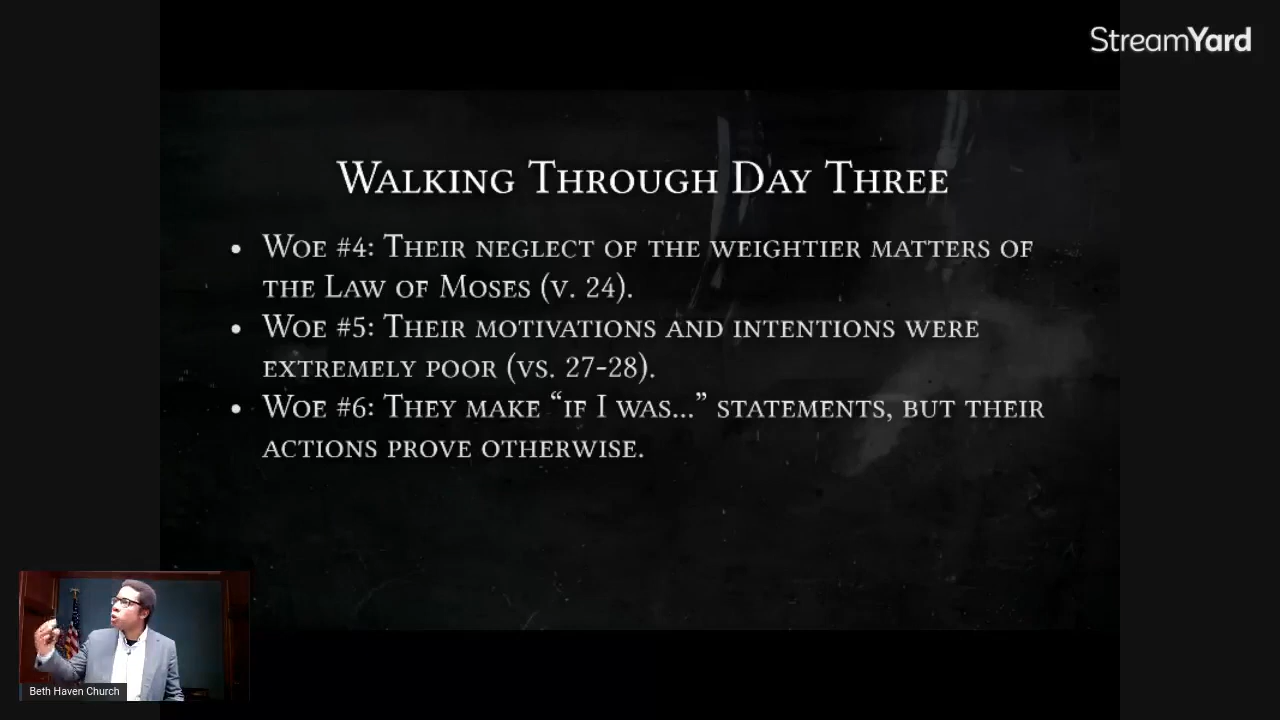 StreamYard
Walking Through Day Three
• Woe #4: Their neglect of the weightier matters of
the Law of Moses (v. 24).
• Woe #5: Their motivations and intentions were
extremely poor (vs. 27-28).
• Woe #6: They make “if I was...” statements, but their
actions prove otherwise.
Beth Haven Church